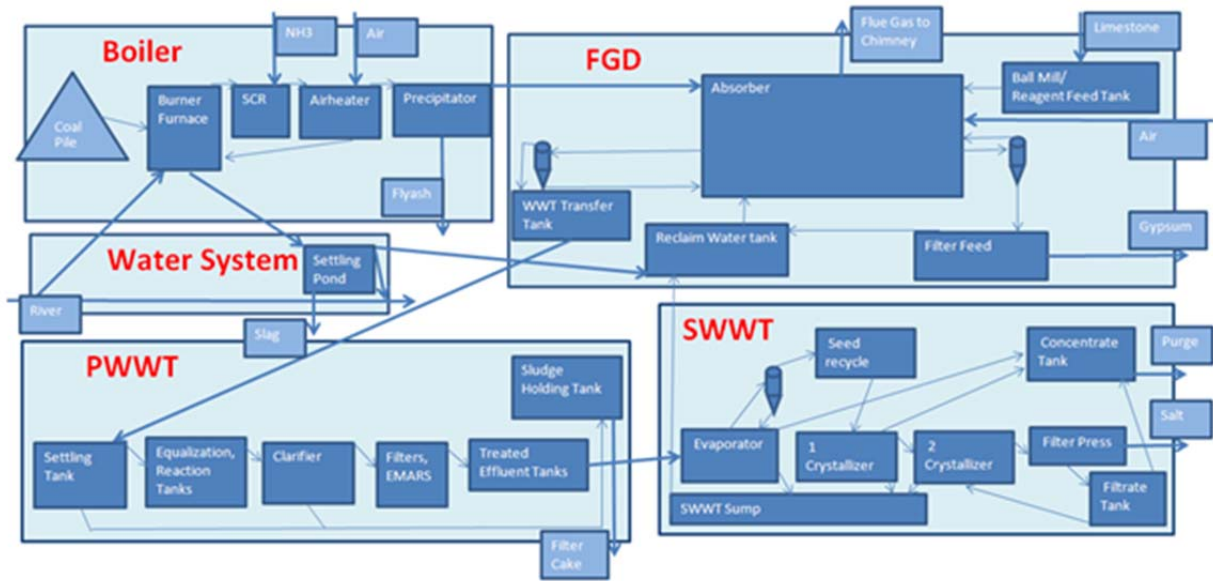 Boiler
NH3
Air
Coal
Pile
Burner
Furnace
SCR
Airheater
Precipitator
Flyash
Water System
Settling
Pond
River
Slag
FGD
Flue Gas to
Chimney
Limestone
Absorber
Ball Mill/
Reagent Feed Tank
Air
WWT Transfer
Tank
Reclaim Water tank
Filter Feed
Gypsum
PWWT
Sludge
Holding Tank
Settling
Tank
Equalization,
Reaction
Tanks
Clarifier
Filters,
EMARS
Treated
Effluent Tanks
Filter
Cake
SWWT
Seed
recycle
Concentrate
Tank
Purge
Salt
Evaporator
1
Crystallizer
2
Crystallizer
Filter Press
Filtrate
Tank
SWWT Sump